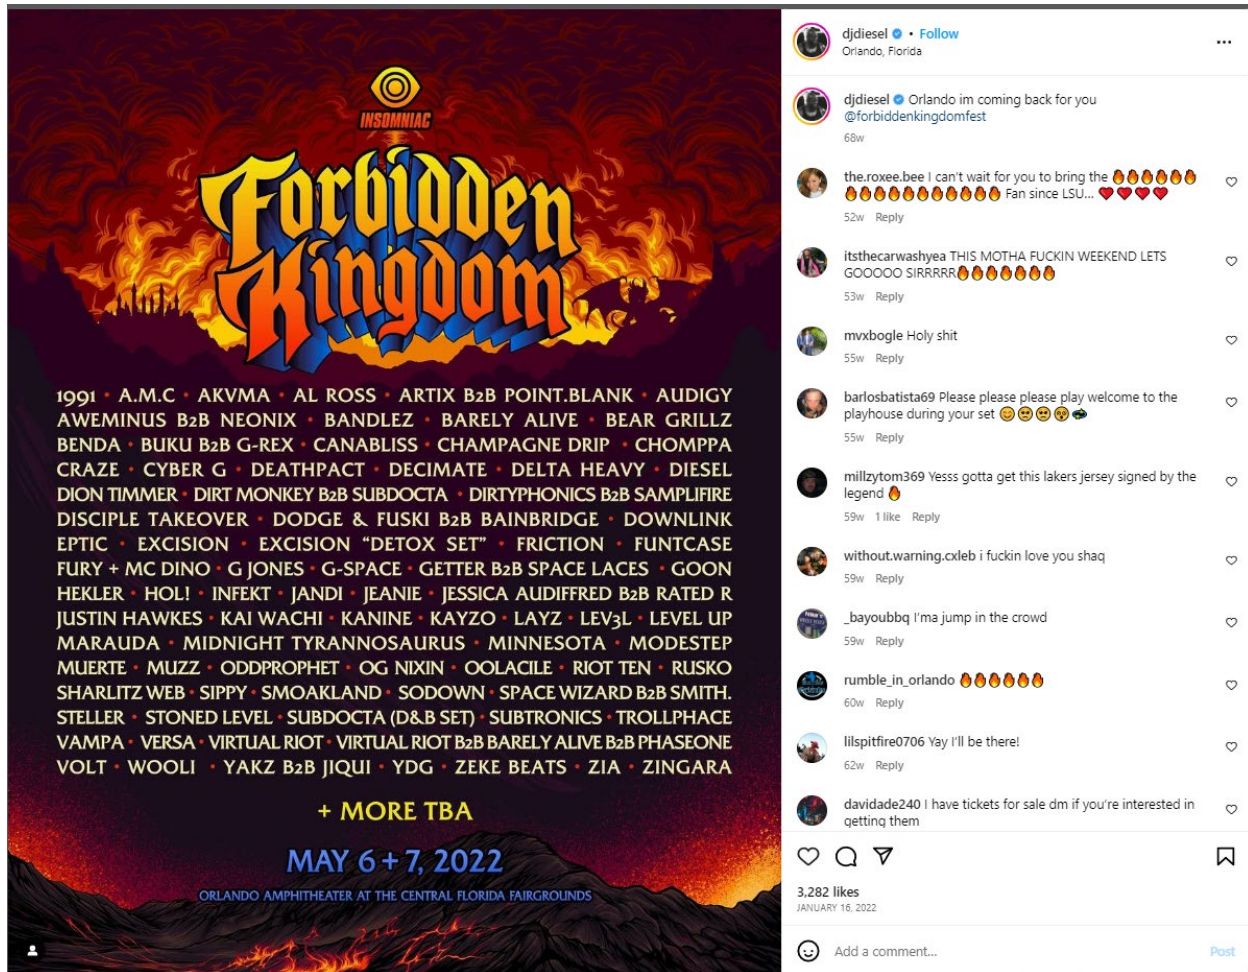 INSOMNIAC
Forbidden
Kingdom
1991 • A.M.C • AKVMA • AL ROSS • ARTIX B2B POINT.BLANK • AUDIGY
AWEMINUS B2B NEONIX • BANDLEZ • BARELY ALIVE • BEAR GRILLZ
BENDA • BUKU B2B G-REX • CANABLISS • CHAMPAGNE DRIP • CHOMPPA
CRAZE • CYBER G • DEATHPACT • DECIMATE • DELTA HEAVY • DIESEL
DION TIMMER • DIRT MONKEY B2B SUBDOCTA • DIRTYPHONICS B2B SAMPLIFIRE
DISCIPLE TAKEOVER • DODGE & FUSKI B2B BAINBRIDGE • DOWNLINK
EPTIC • EXCISION • EXCISION “DETOX SET” • FRICTION • FUNTCASE
FURY + MC DINO • G JONES • G-SPACE • GETTER B2B SPACE LACES • GOON
HEKLER • HOL! • INFEKT • JANDI • JEANIE • JESSICA AUDIFFRED B2B RATED R
JUSTIN HAWKES • KAI WACHI • KANINE • KAYZO • LAYZ • LEV3L • LEVEL UP
MARAUDA • MIDNIGHT TYRANNOSAURUS • MINNESOTA • MODESTEP
MUERTE • MUZZ • ODDPROPHET • OG NIXIN • OOLACILE • RIOT TEN • RUSKO
SHARLITZ WEB • SIPPY • SMOAKLAND • SODOWN • SPACE WIZARD B2B SMITH.
STELLER • STONED LEVEL • SUBDOCTA (D&B SET) • SUBTRONICS • TROLLPHACE
VAMPA • VERSA • VIRTUAL RIOT • VIRTUAL RIOT B2B BARELY ALIVE B2B PHASEONE
VOLT • WOOLI • YAKZ B2B JIQUI • YDG • ZEKE BEATS • ZIA • ZINGARA
+ MORE TBA
MAY 6 + 7, 2022
ORLANDO AMPHITHEATER AT THE CENTRAL FLORIDA FAIRGROUNDS
djdiesel • Follow
Orlando, Florida
djdiesel Orlando im coming back for you
@forbiddenkingdomfest
68w
the.roxee.bee I can't wait for you to bring the 🔥🔥🔥🔥🔥🔥
🔥🔥🔥🔥🔥🔥🔥🔥🔥🔥🔥 Fan since LSU... ❤️❤️❤️❤️
52w Reply
itsthecarwashyea THIS MOTHA FUCKIN WEEKEND LETS
GOOOOO SIRRRRR🔥🔥🔥🔥🔥🔥🔥
53w Reply
mvxbogle Holy shit
55w Reply
barlosbatista69 Please please please play welcome to the
playhouse during your set
55w Reply
millzytom369 Yesss gotta get this lakers jersey signed by the
legend 🔥
59w 1 like Reply
without.warning.cxleb i fuckin love you shaq
59w Reply
_bayoubbq I'ma jump in the crowd
59w Reply
rumble_in_orlando 🔥🔥🔥🔥🔥🔥
60w Reply
lilspitfire0706 Yay I'll be there!
62w Reply
davidade240 I have tickets for sale dm if you're interested in
getting them
3,282 likes
JANUARY 16, 2022
Add a comment...
Post